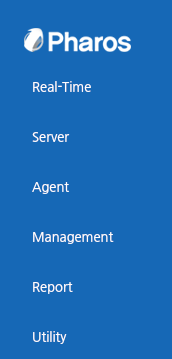 Pharos
Real-Time
Server
Agent
Management
Report
Utility